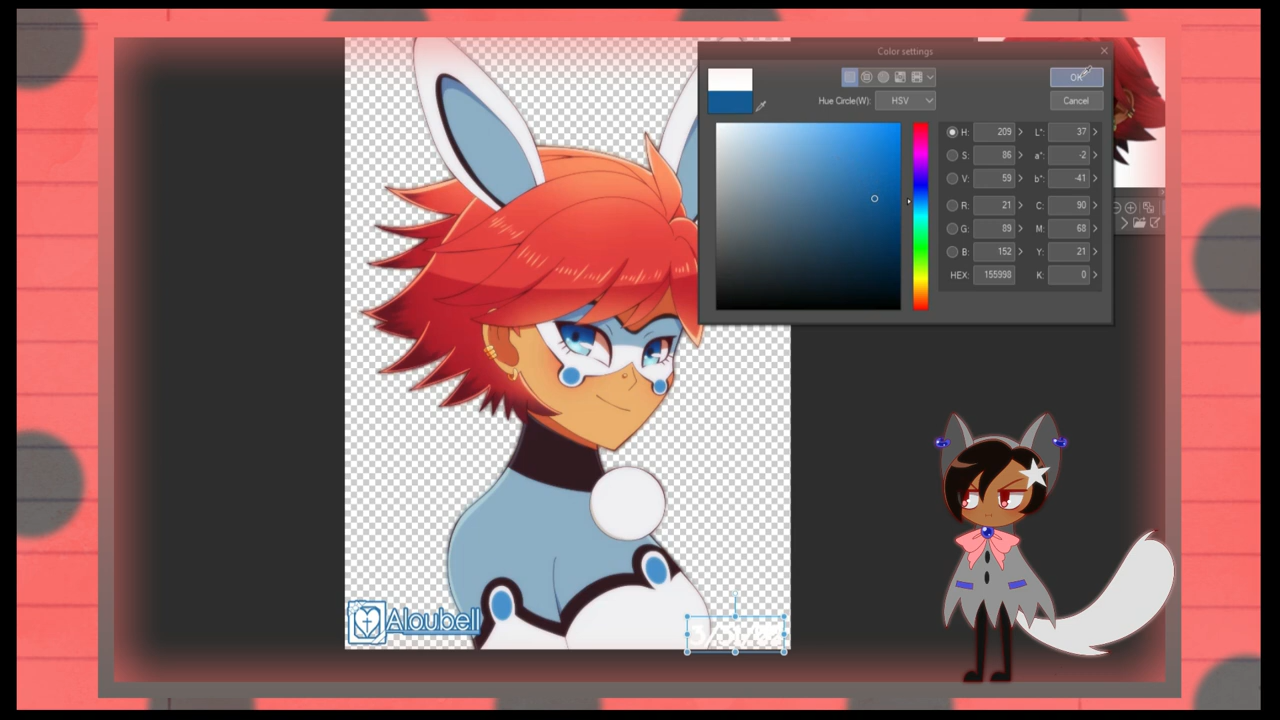 Color settings
OK
Hue Circle(W): HSV
Cancel
H: 209 L*: 37
S: 86 a*: -2
V: 59 b*: -41
R: 21 C: 90
G: 89 M: 68
B: 152 Y: 21
HEX: 155998 K: 0
Aloubell